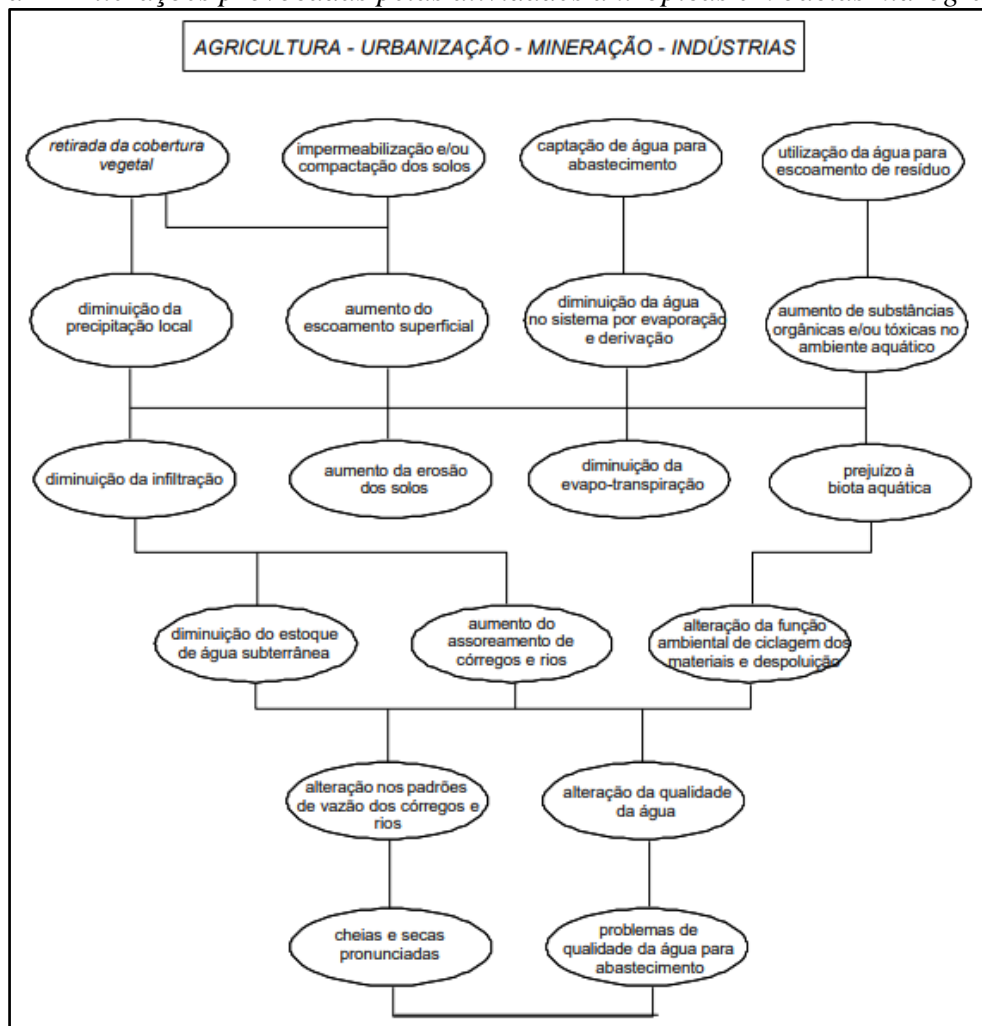 AGRICULTURA - URBANIZAÇÃO - MINERAÇÃO - INDÚSTRIAS
retirada da cobertura
vegetal
impermeabilização e/ou
compactação dos solos
captação de água para
abastecimento
utilização da água para
escoamento de resíduo
diminuição da
precipitação local
aumento do
escoamento superficial
diminuição da água
no sistema por evaporação
e derivação
aumento de substâncias
orgânicas e/ou tóxicas no
ambiente aquático
diminuição da infiltração
aumento da erosão
dos solos
diminuição da
evapo-transpiração
prejuízo à
biota aquática
diminuição do estoque
de água subterrânea
aumento do
assoreamento de
córregos e rios
alteração da função
ambiental de ciclagem dos
materiais e despoluição
alteração nos padrões
de vazão dos córregos e
rios
alteração da qualidade
da água
cheias e secas
pronunciadas
problemas de
qualidade da água para
abastecimento